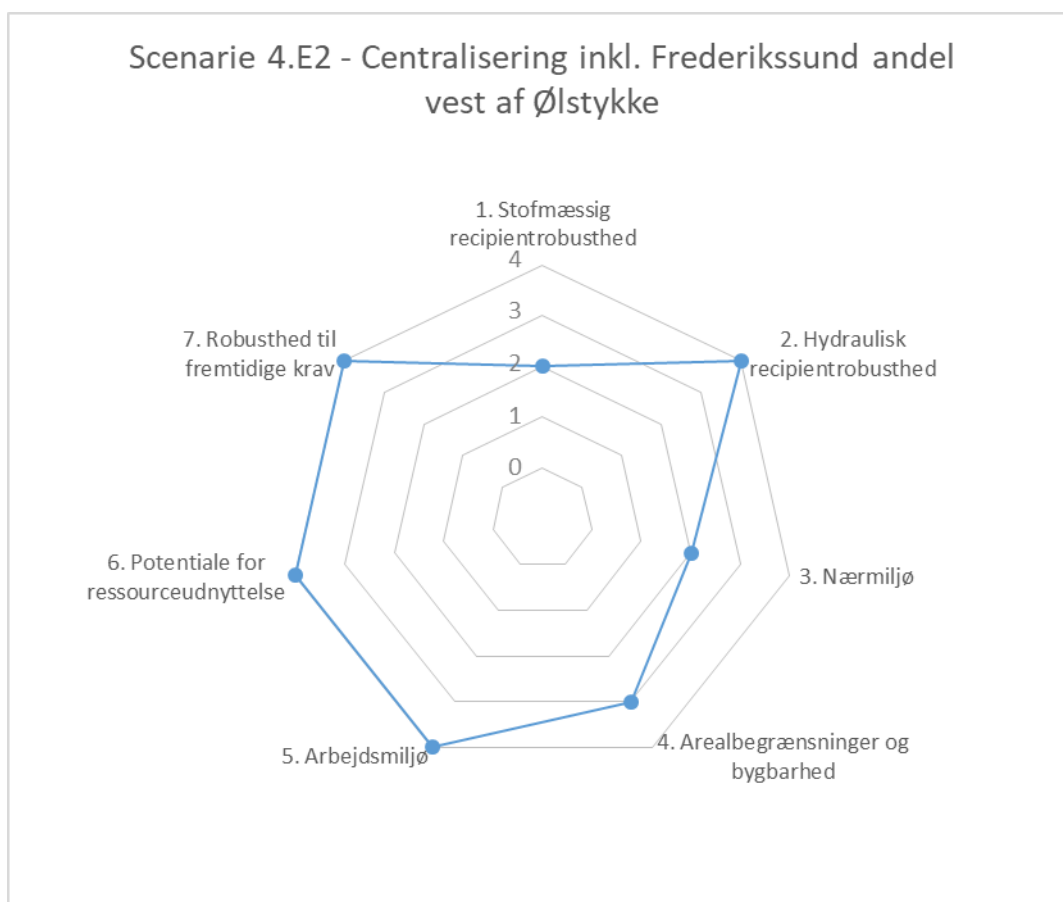 Scenarie 4.E2 - Centralisering inkl. Frederikssund andel
vest af Ølstykke
1. Stofmæssig
recipientrobusthed
4
3
2
1
0
2. Hydraulisk
recipientrobusthed
3. Nærmiljø
4. Arealbegrænsninger og
bygbarhed
5. Arbejdsmiljø
6. Potentiale for
ressourceudnyttelse
7. Robusthed til
fremtidige krav